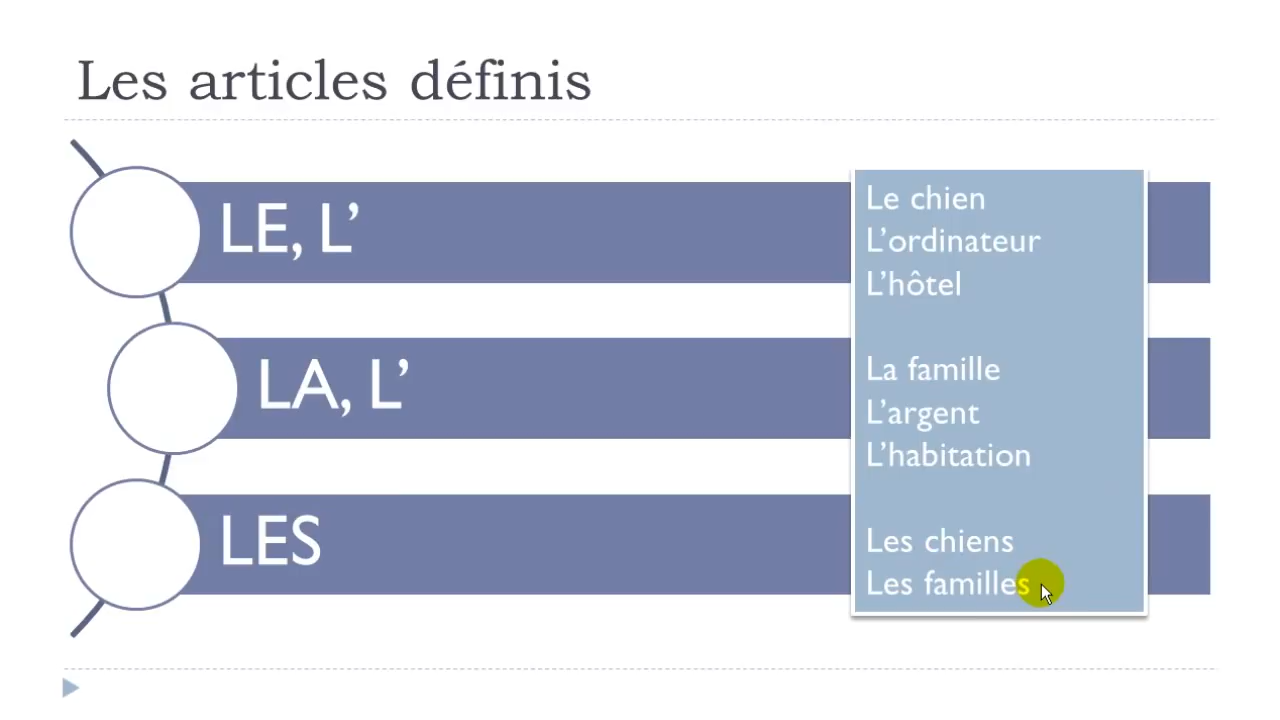 Les articles définis
LE, L’
LA, L’
LES
Le chien
L’ordinateur
L’hôtel
La famille
L’argent
L’habitation
Les chiens
Les familles